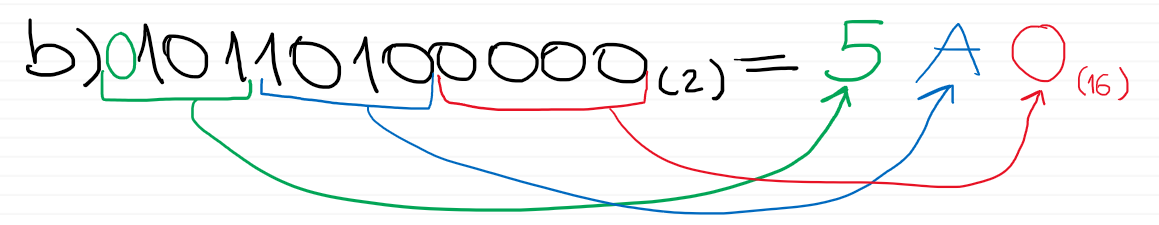 b) 010110100000(2) = 5 A 0 (16)